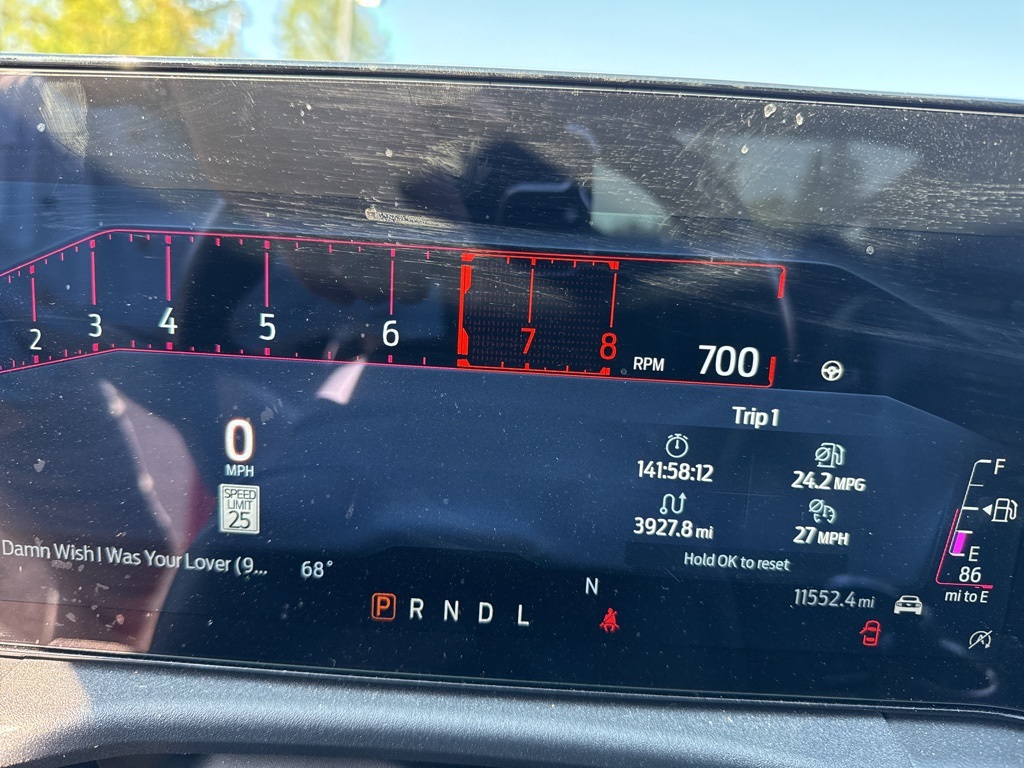 2 3 4 5 6 7 8 RPM 700
Trip 1
0
MPH
SPEED
LIMIT
25
141:58:12
24.2 MPG
3927.8 mi
27 MPH
Hold OK to reset
F
E
86
mi to E
Damn Wish I Was Your Lover (9...
68°
N
11552.4 mi
P R N D L